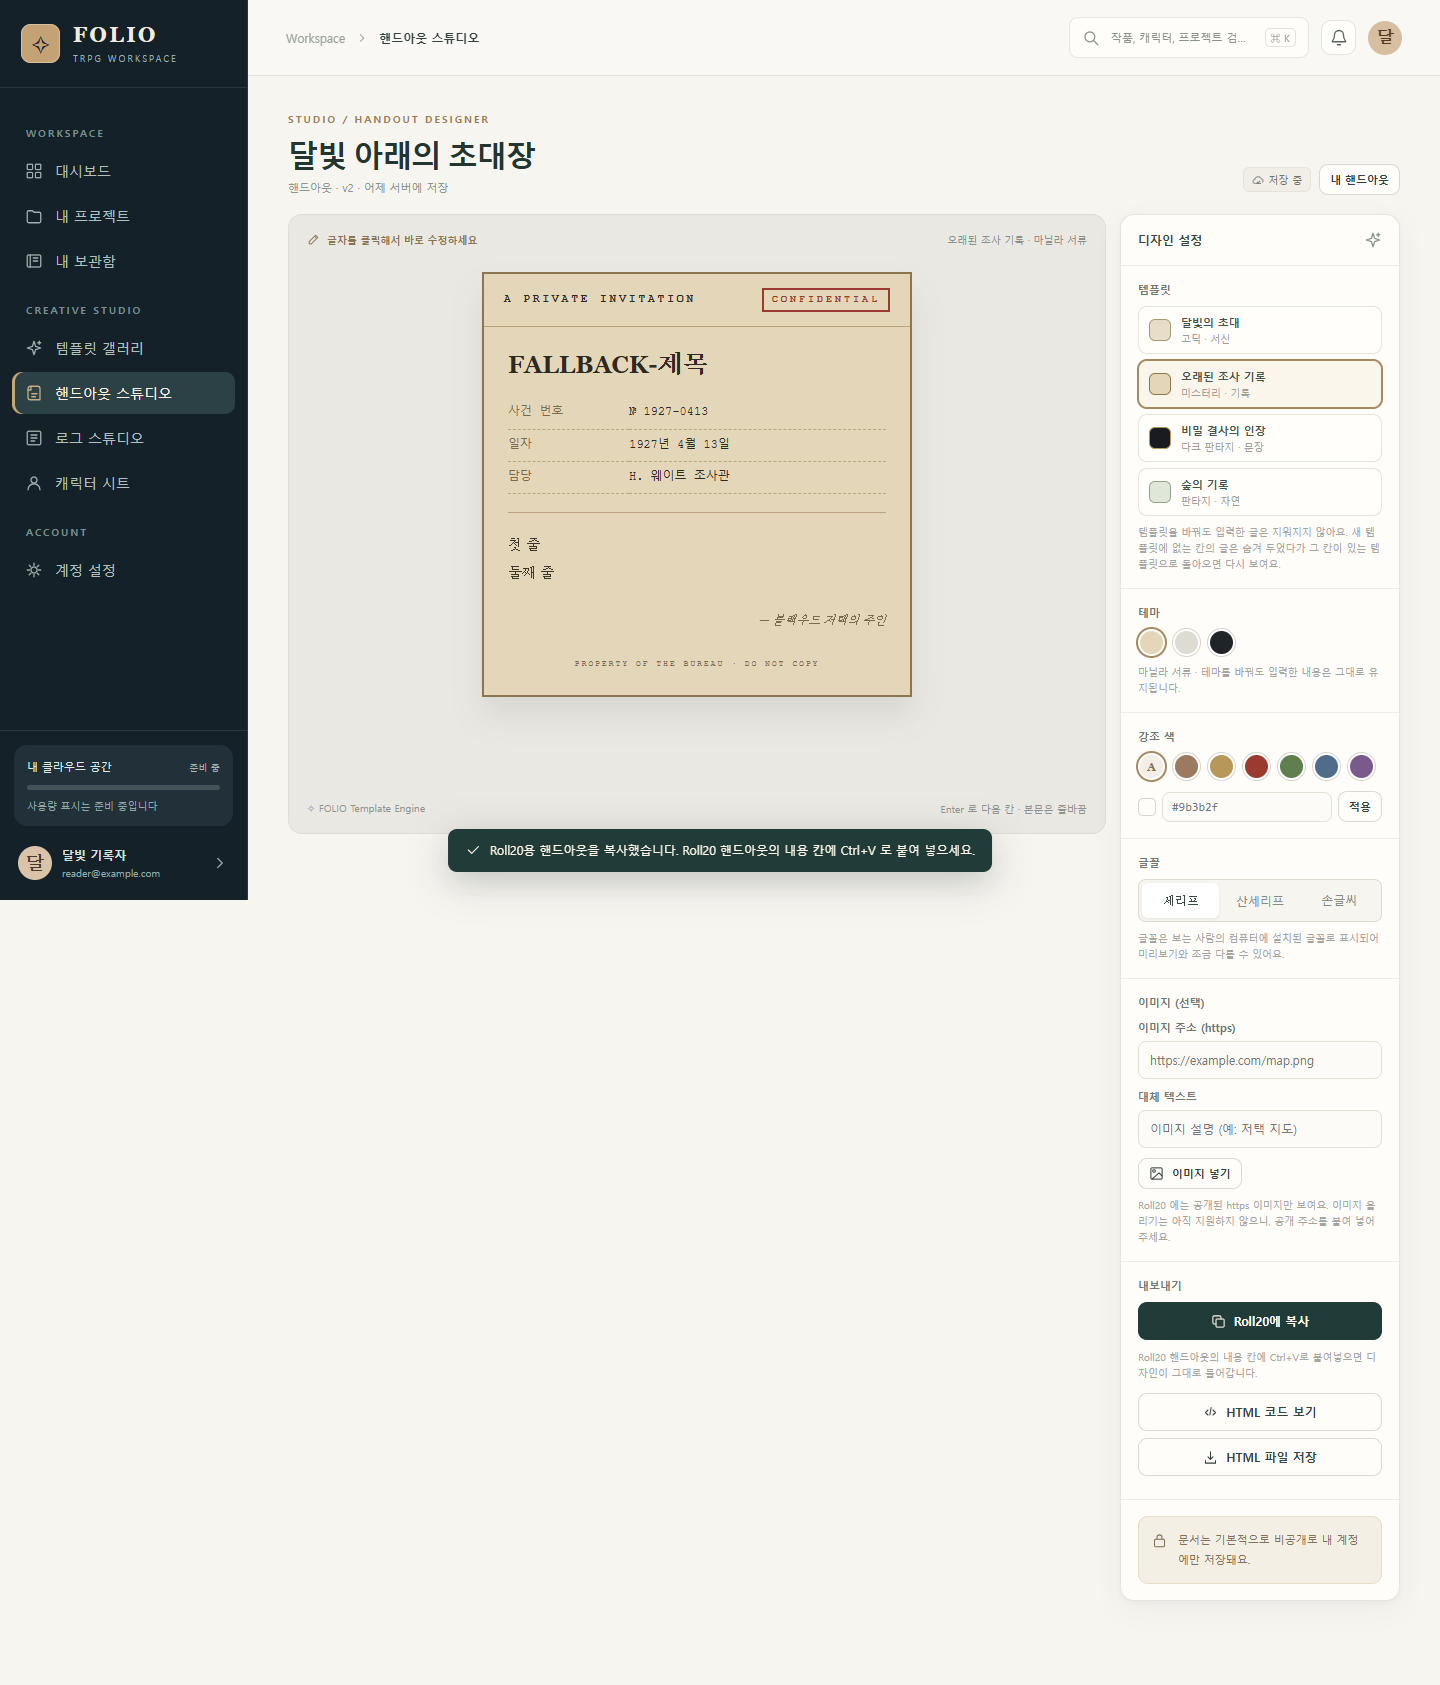 FOLIO
TRPG WORKSPACE
WORKSPACE
대시보드
내 프로젝트
내 보관함
CREATIVE STUDIO
템플릿 갤러리
핸드아웃 스튜디오
로그 스튜디오
캐릭터 시트
ACCOUNT
계정 설정
내 클라우드 공간
준비 중
사용량 표시는 준비 중입니다
달
달빛 기록자
reader@example.com
Workspace
핸드아웃 스튜디오
작품, 캐릭터, 프로젝트 검...
⌘ K
달
STUDIO / HANDOUT DESIGNER
달빛 아래의 초대장
핸드아웃 · v2 · 어제 서버에 저장
저장 중
내 핸드아웃
글자를 클릭해서 바로 수정하세요
오래된 조사 기록 · 마닐라 서류
A PRIVATE INVITATION
CONFIDENTIAL
FALLBACK-제목
사건 번호
№ 1927-0413
일자
1927년 4월 13일
담당
H. 웨이트 조사관
첫 줄
둘째 줄
— 블랙우드 저택의 주인
PROPERTY OF THE BUREAU · DO NOT COPY
✧ FOLIO Template Engine
Enter 로 다음 칸 · 본문은 줄바꿈
Roll20용 핸드아웃을 복사했습니다. Roll20 핸드아웃의 내용 칸에 Ctrl+V 로 붙여 넣으세요.
디자인 설정
템플릿
달빛의 초대
고딕 · 서신
오래된 조사 기록
미스터리 · 기록
비밀 결사의 인장
다크 판타지 · 문장
숲의 기록
판타지 · 자연
템플릿을 바꿔도 입력한 글은 지워지지 않아요. 새 템
플릿에 없는 칸의 글은 숨겨 두었다가 그 칸이 있는 템
플릿으로 돌아오면 다시 보여요.
테마
마닐라 서류 · 테마를 바꿔도 입력한 내용은 그대로 유
지됩니다.
강조 색
A
#9b3b2f
적용
글꼴
세리프
산세리프
손글씨
글꼴은 보는 사람의 컴퓨터에 설치된 글꼴로 표시되어
미리보기와 조금 다를 수 있어요.
이미지 (선택)
이미지 주소 (https)
https://example.com/map.png
대체 텍스트
이미지 설명 (예: 저택 지도)
이미지 넣기
Roll20 에는 공개된 https 이미지만 보여요. 이미지 올
리기는 아직 지원하지 않으니, 공개 주소를 붙여 넣어
주세요.
내보내기
Roll20에 복사
Roll20 핸드아웃의 내용 칸에 Ctrl+V로 붙여넣으면 디
자인이 그대로 들어갑니다.
HTML 코드 보기
HTML 파일 저장
문서는 기본적으로 비공개로 내 계정
에만 저장돼요.